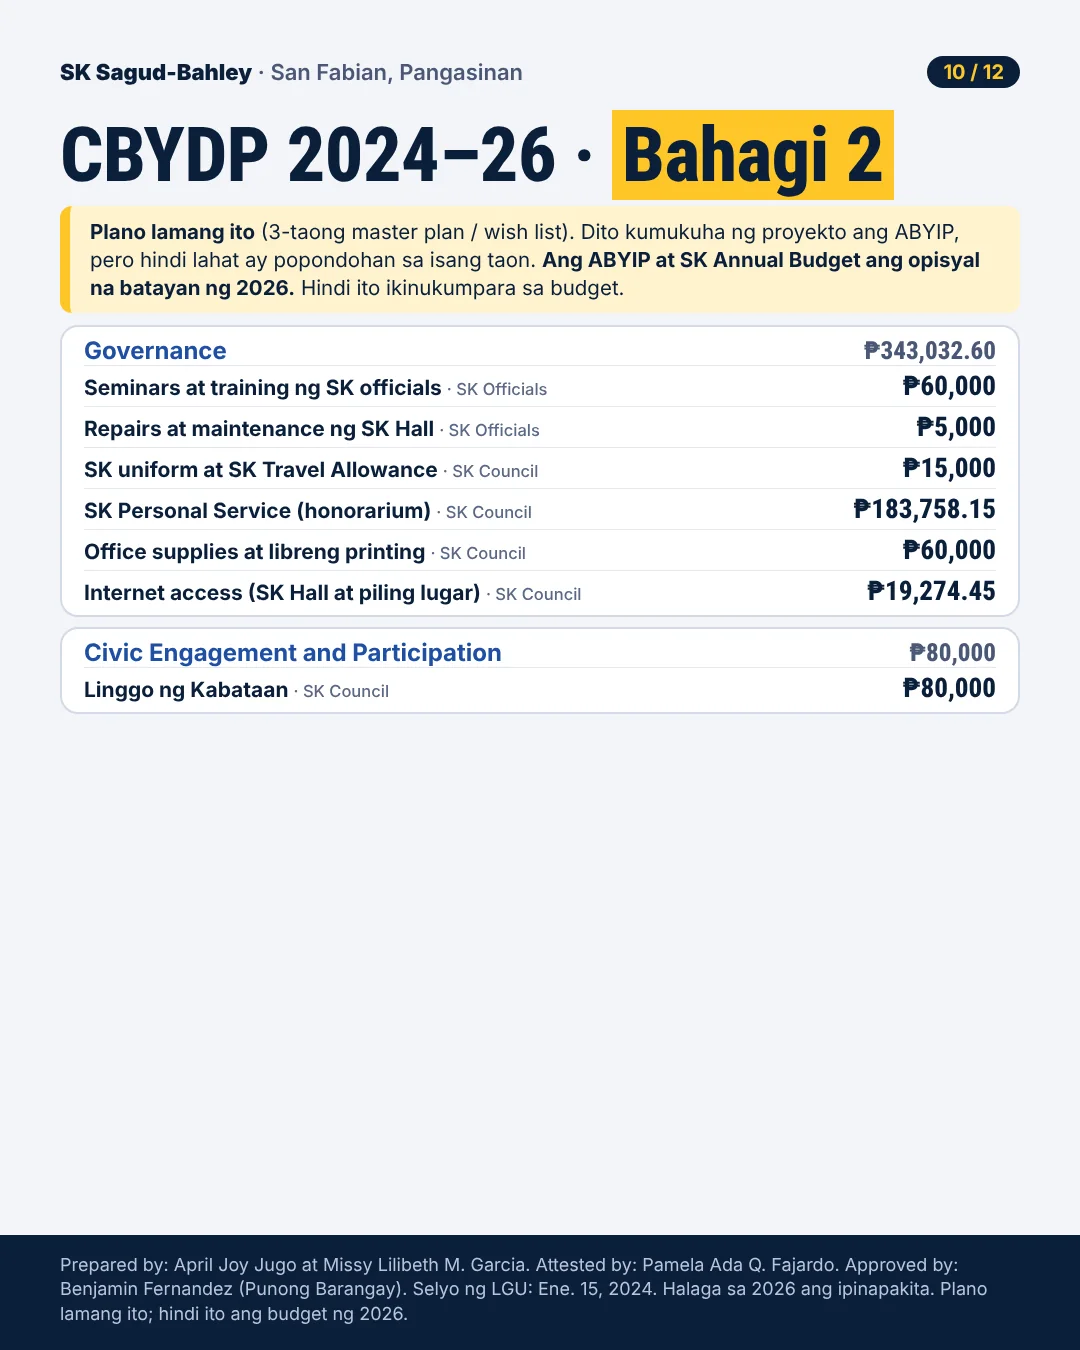 SK Sagud-Bahley · San Fabian, Pangasinan
10 / 12
CBYDP 2024–26 · Bahagi 2
Plano lamang ito (3-taong master plan / wish list). Dito kumukuha ng proyekto ang ABYIP,
pero hindi lahat ay popondohan sa isang taon. Ang ABYIP at SK Annual Budget ang opisyal
na batayan ng 2026. Hindi ito ikinukumpara sa budget.
Governance ₱343,032.60
Seminars at training ng SK officials · SK Officials ₱60,000
Repairs at maintenance ng SK Hall · SK Officials ₱5,000
SK uniform at SK Travel Allowance · SK Council ₱15,000
SK Personal Service (honorarium) · SK Council ₱183,758.15
Office supplies at libreng printing · SK Council ₱60,000
Internet access (SK Hall at piling lugar) · SK Council ₱19,274.45
Civic Engagement and Participation ₱80,000
Linggo ng Kabataan · SK Council ₱80,000
Prepared by: April Joy Jugo at Missy Lilibeth M. Garcia. Attested by: Pamela Ada Q. Fajardo. Approved by:
Benjamin Fernandez (Punong Barangay). Selyo ng LGU: Ene. 15, 2024. Halaga sa 2026 ang ipinapakita. Plano
lamang ito; hindi ito ang budget ng 2026.